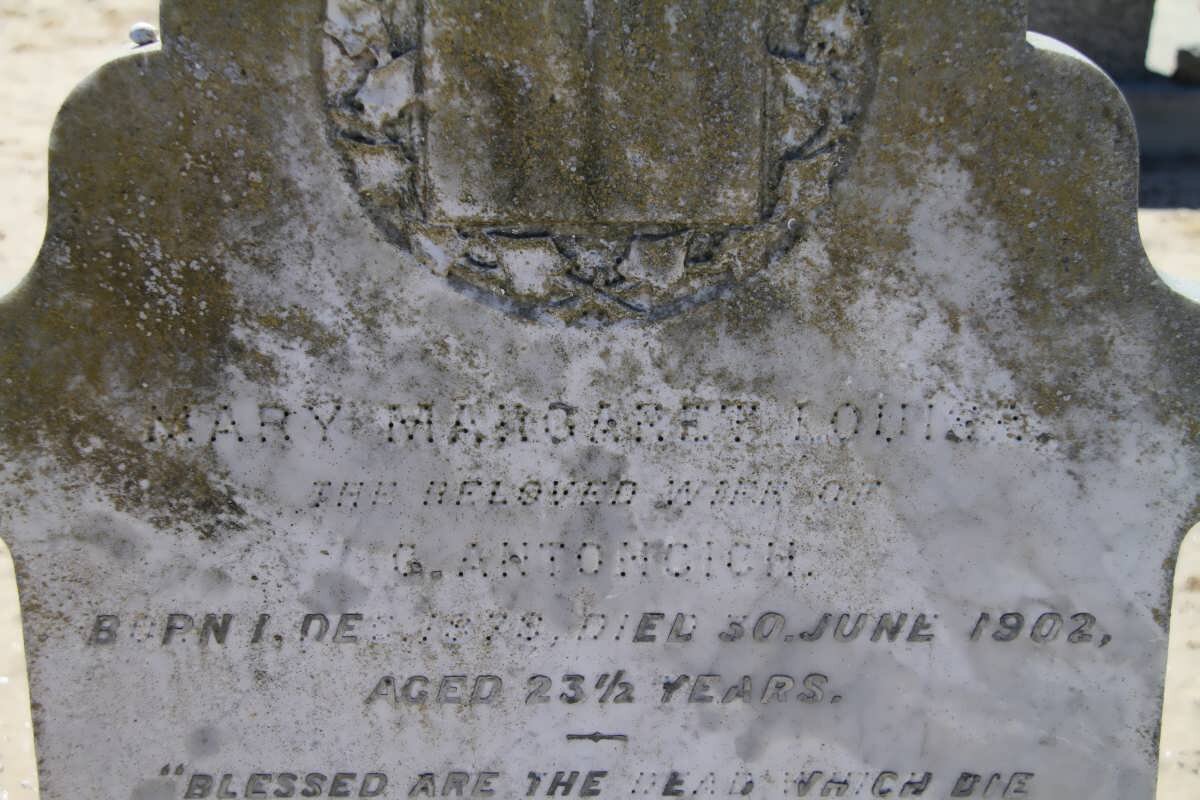 MARY MARGARET LOUISA
THE BELOVED WIFE OF
G. ANTONCICH.
BORN 1. DEC. 1878, DIED 30. JUNE 1902,
AGED 23½ YEARS.
"BLESSED ARE THE DEAD WHICH DIE